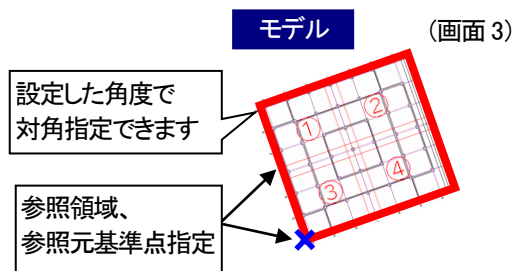 モデル
(画面 3)
設定した角度で
対角指定できます
①
②
③
④
参照領域、
参照元基準点指定